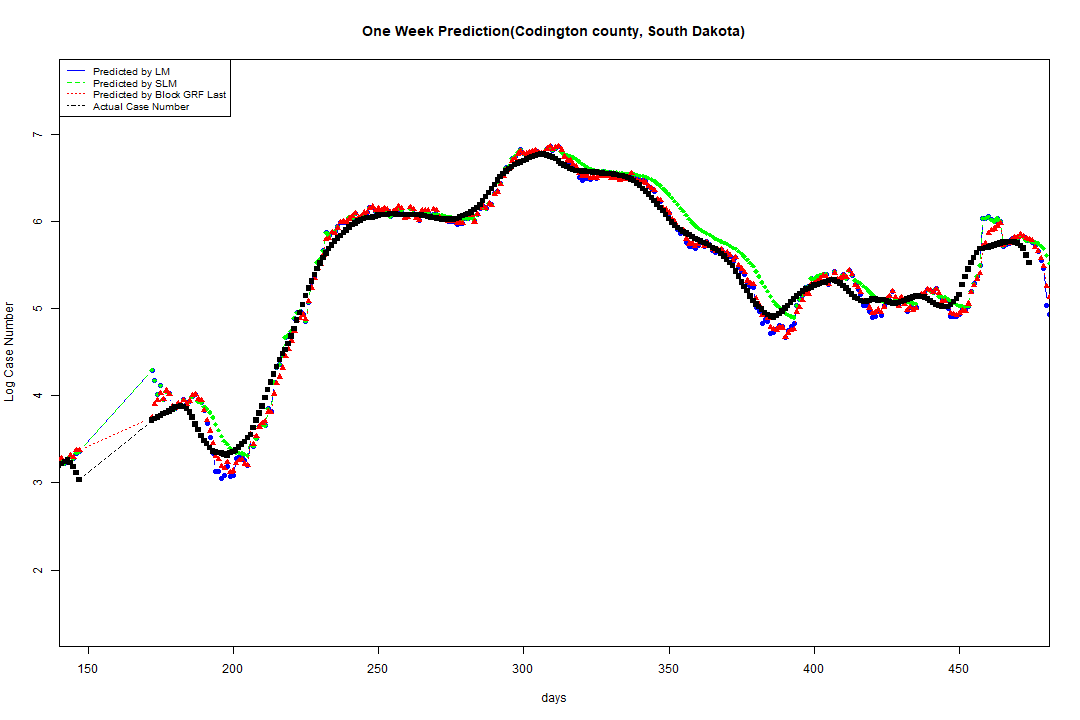 One Week Prediction(Codington county, South Dakota)
Predicted by LM
Predicted by SLM
Predicted by Block GRF Last
Actual Case Number
Log Case Number
7
6
5
4
3
2
150 200 250 300 350 400 450
days